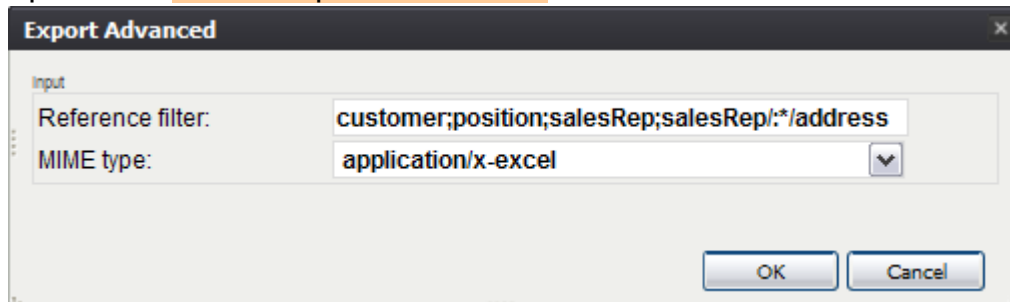 Export Advanced
Input
Reference filter: customer;position;salesRep;salesRep/:*/address
MIME type: application/x-excel
OK Cancel